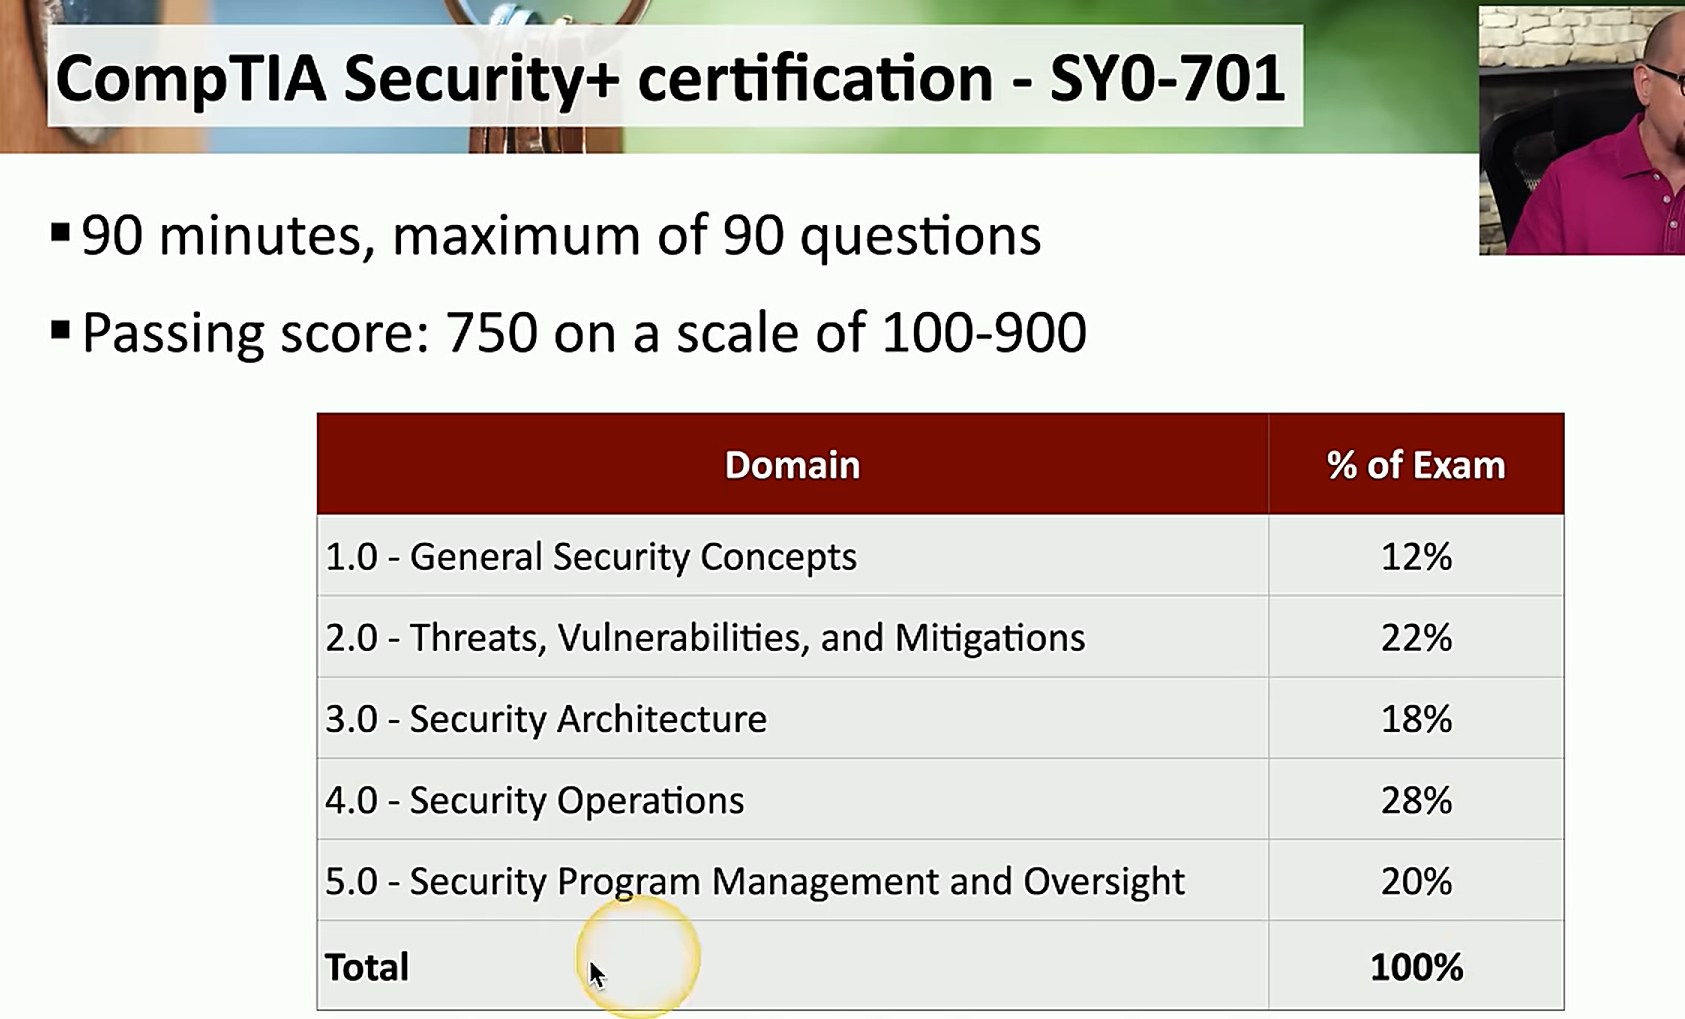 CompTIA Security+ certification - SY0-701
90 minutes, maximum of 90 questions
Passing score: 750 on a scale of 100-900
Domain % of Exam
1.0 - General Security Concepts 12%
2.0 - Threats, Vulnerabilities, and Mitigations 22%
3.0 - Security Architecture 18%
4.0 - Security Operations 28%
5.0 - Security Program Management and Oversight 20%
Total 100%